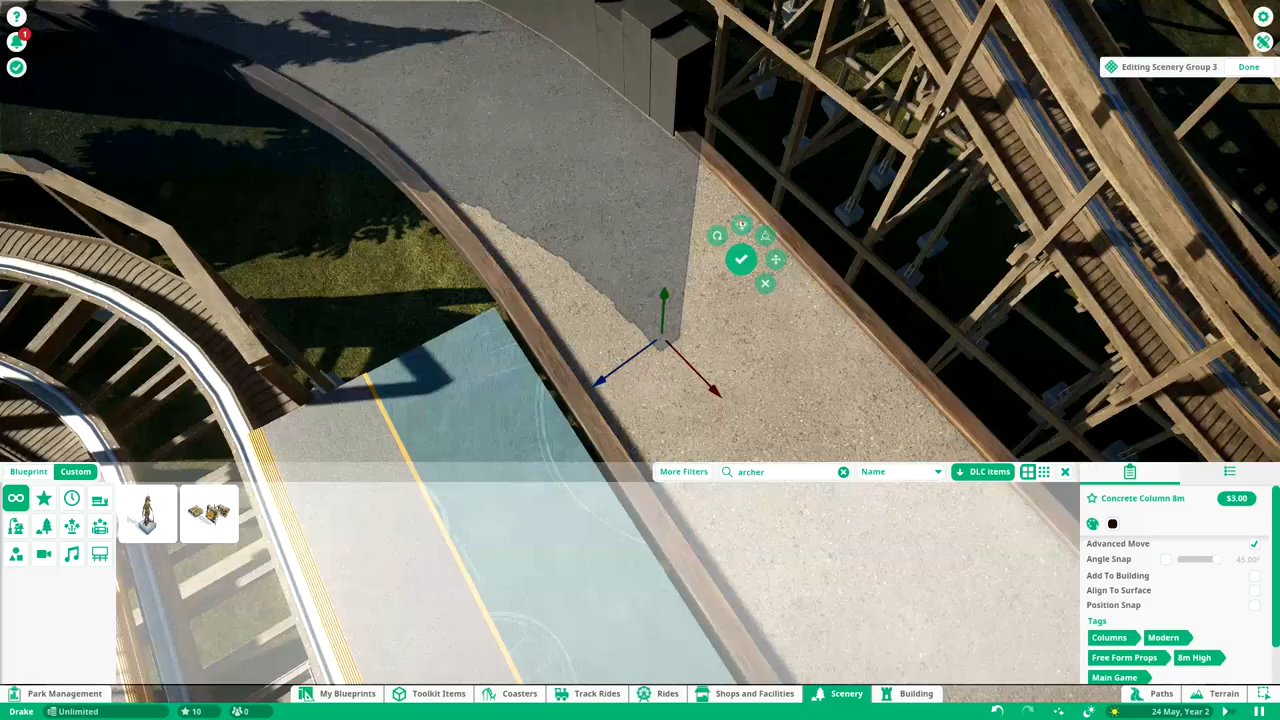 ?
1
Editing Scenery Group 3 Done
Blueprint Custom More Filters archer Name DLC items
Concrete Column 8m $3.00
Advanced Move
Angle Snap 45.00°
Add To Building
Align To Surface
Position Snap
Tags
Columns Modern
Free Form Props 8m High
Main Game
Park Management My Blueprints Toolkit Items Coasters Track Rides Rides Shops and Facilities Scenery Building Paths Terrain
Drake Unlimited 10 0 24 May, Year 2